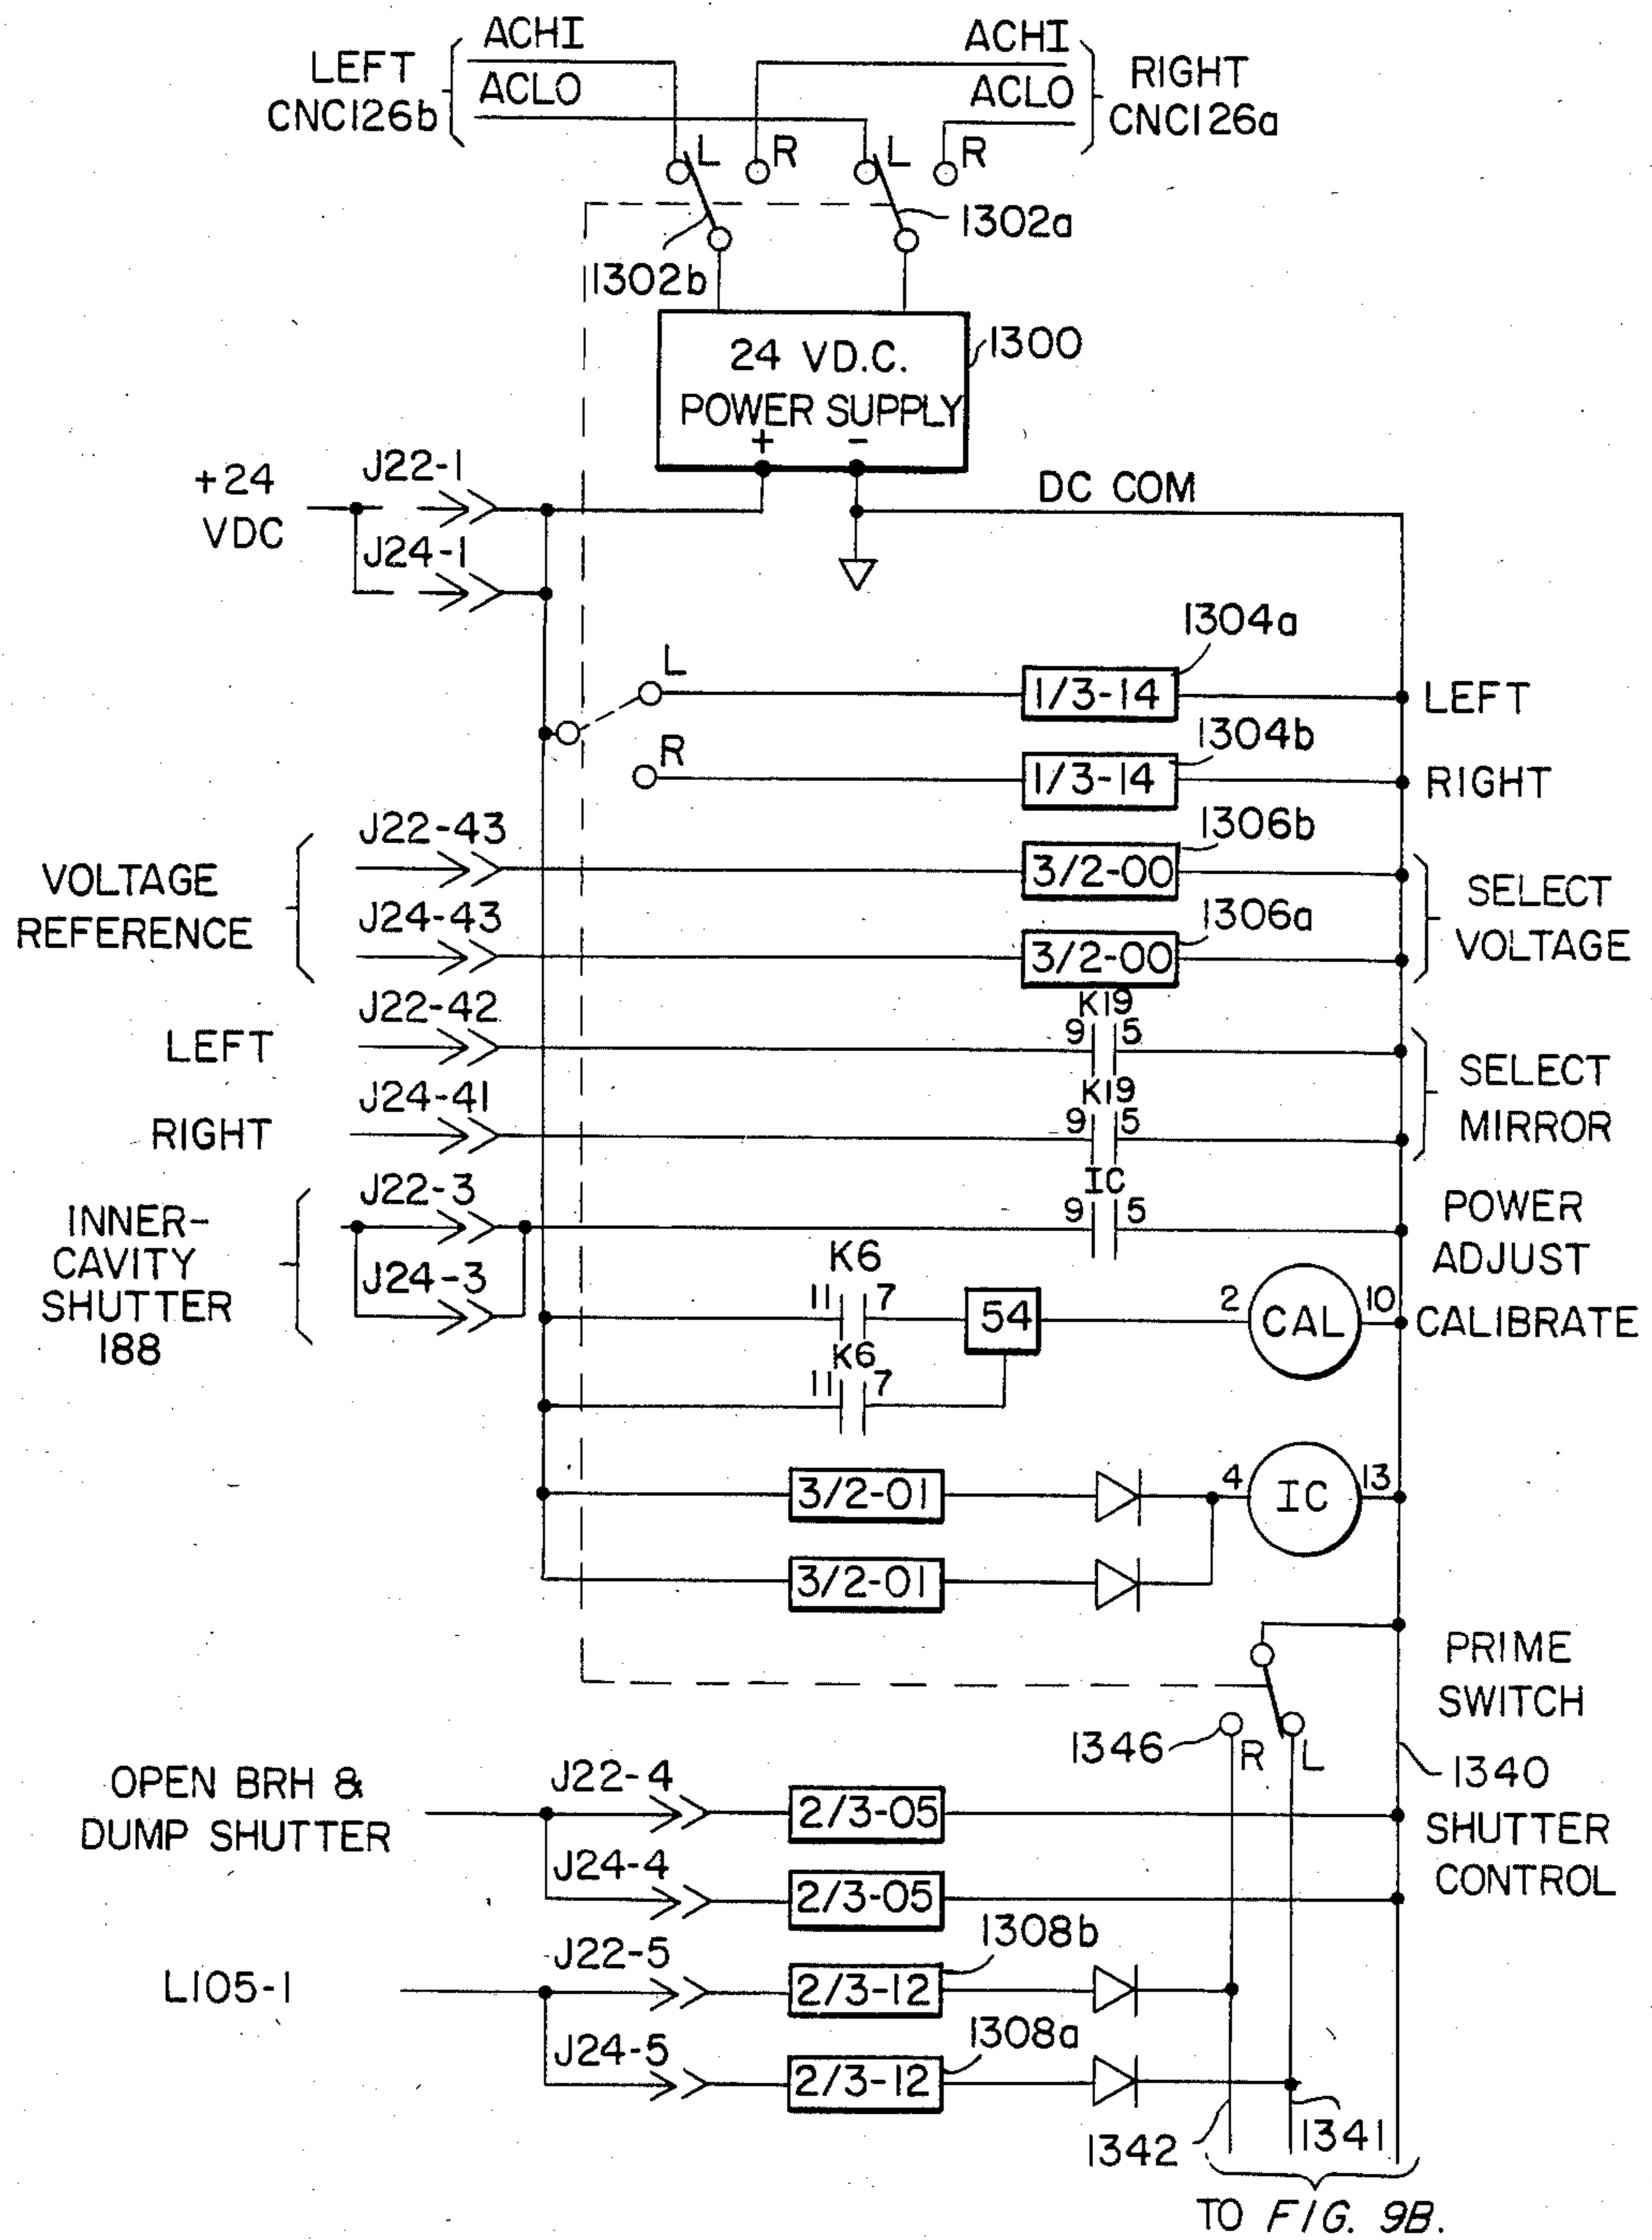 ACHI
ACHI
LEFT
CNC126b
ACLO
ACLO
RIGHT
CNC126a
L
R
L
R
1302a
1302b
24 VD.C.
POWER SUPPLY
+ -
1300
+24
VDC
J22-1
J24-1
DC COM
1304a
L
1/3-14
LEFT
1304b
R
1/3-14
RIGHT
VOLTAGE
REFERENCE
J22-43
1306b
3/2-00
J24-43
1306a
3/2-00
SELECT
VOLTAGE
J22-42
LEFT
K19
9 5
J24-41
RIGHT
K19
9 5
SELECT
MIRROR
INNER-
CAVITY
SHUTTER
188
J22-3
IC
9 5
POWER
ADJUST
J24-3
K6
11 7
54
2
CAL
10
CALIBRATE
K6
11 7
3/2-01
4
IC
13
3/2-01
PRIME
SWITCH
1346
R
L
1340
OPEN BRH &
DUMP SHUTTER
J22-4
2/3-05
SHUTTER
CONTROL
J24-4
2/3-05
L105-1
J22-5
1308b
2/3-12
J24-5
1308a
2/3-12
1342
1341
TO FIG. 9B.